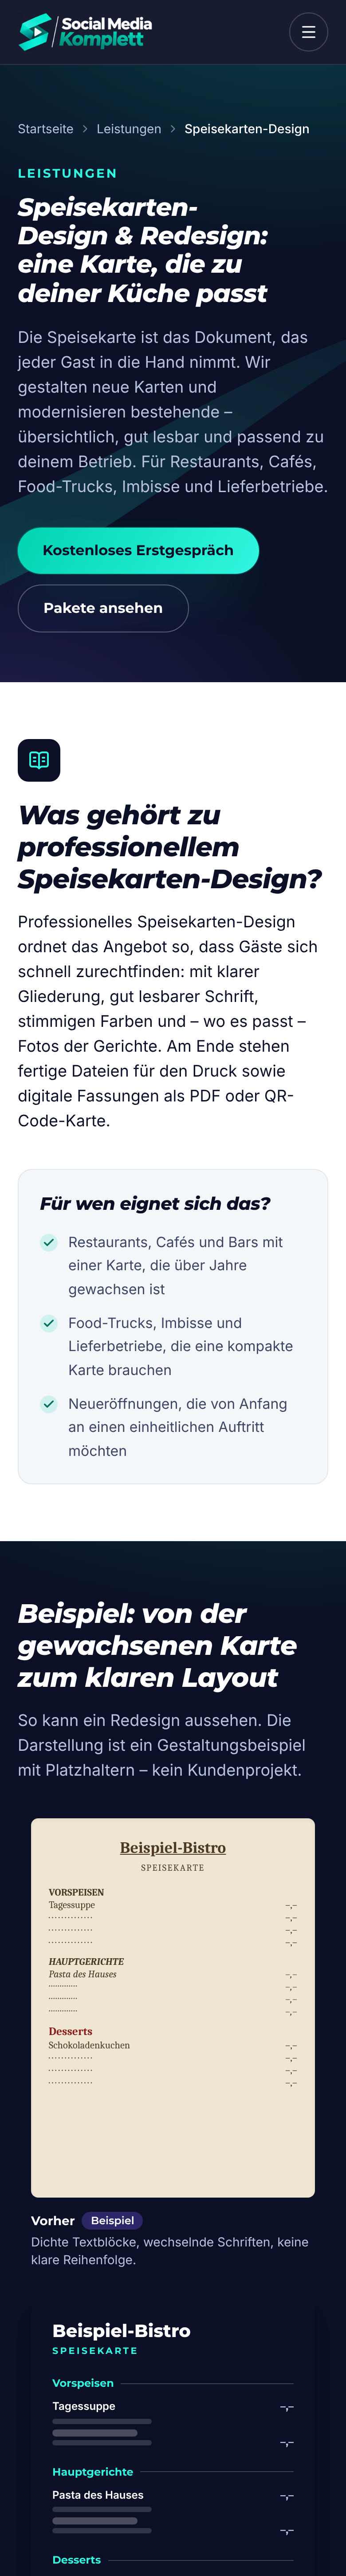 Social Media
Komplett
Startseite > Leistungen > Speisekarten-Design
LEISTUNGEN
Speisekarten-
Design & Redesign:
eine Karte, die zu
deiner Küche passt
Die Speisekarte ist das Dokument, das
jeder Gast in die Hand nimmt. Wir
gestalten neue Karten und
modernisieren bestehende –
übersichtlich, gut lesbar und passend zu
deinem Betrieb. Für Restaurants, Cafés,
Food-Trucks, Imbisse und Lieferbetriebe.
Kostenloses Erstgespräch
Pakete ansehen
Was gehört zu
professionellem
Speisekarten-Design?
Professionelles Speisekarten-Design
ordnet das Angebot so, dass Gäste sich
schnell zurechtfinden: mit klarer
Gliederung, gut lesbarer Schrift,
stimmigen Farben und – wo es passt –
Fotos der Gerichte. Am Ende stehen
fertige Dateien für den Druck sowie
digitale Fassungen als PDF oder QR-
Code-Karte.
Für wen eignet sich das?
Restaurants, Cafés und Bars mit
einer Karte, die über Jahre
gewachsen ist
Food-Trucks, Imbisse und
Lieferbetriebe, die eine kompakte
Karte brauchen
Neueröffnungen, die von Anfang
an einen einheitlichen Auftritt
möchten
Beispiel: von der
gewachsenen Karte
zum klaren Layout
So kann ein Redesign aussehen. Die
Darstellung ist ein Gestaltungsbeispiel
mit Platzhaltern – kein Kundenprojekt.
Beispiel-Bistro
SPEISEKARTE
VORSPEISEN
Tagessuppe –,–
.............. –,–
.............. –,–
.............. –,–
HAUPTGERICHTE
Pasta des Hauses –,–
.............. –,–
.............. –,–
.............. –,–
Desserts
Schokoladenkuchen –,–
.............. –,–
.............. –,–
.............. –,–
Vorher Beispiel
Dichte Textblöcke, wechselnde Schriften, keine
klare Reihenfolge.
Beispiel-Bistro
SPEISEKARTE
Vorspeisen
Tagessuppe –,–
–,–
Hauptgerichte
Pasta des Hauses –,–
–,–
Desserts